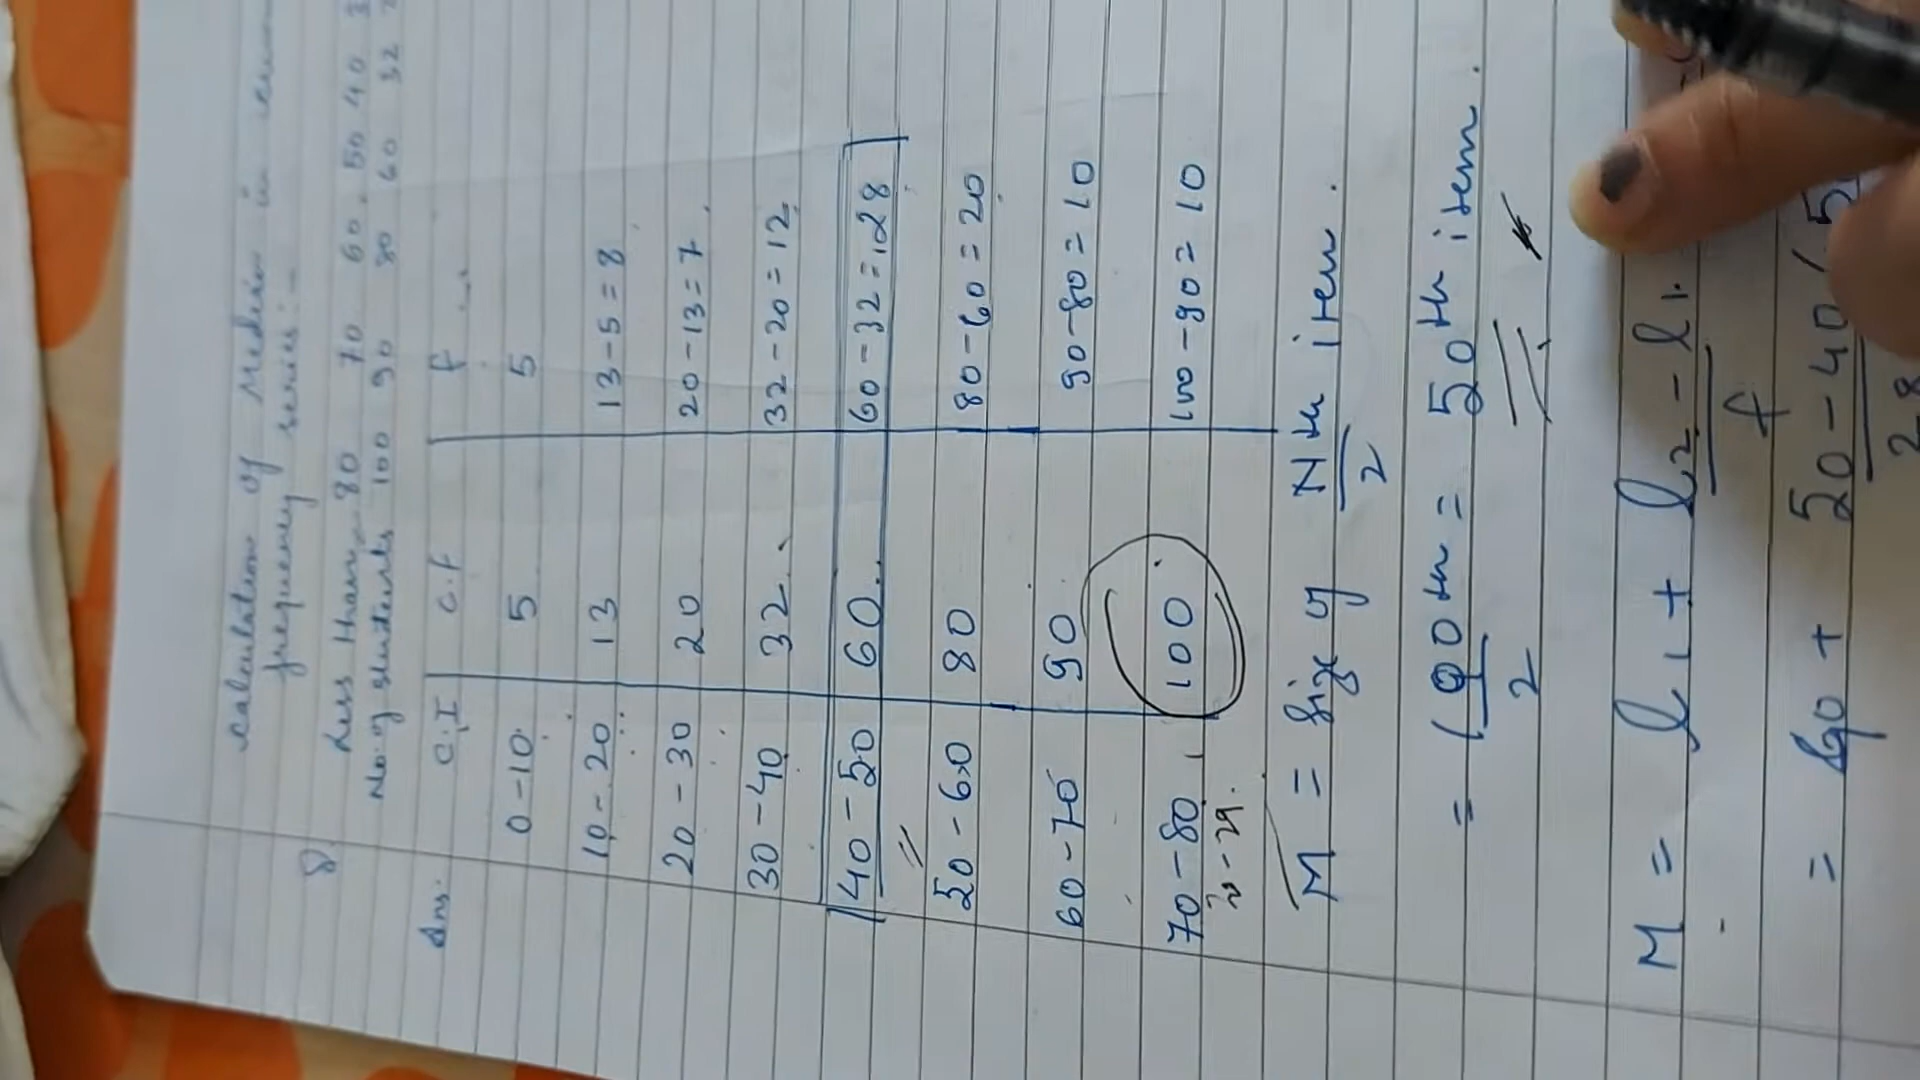 calculation of Median in
frequency series:-
Q Less than 80 70 60 50 40
No: of students 100 90 80 60 32
Ans. C.I c.f f
0-10 5 5
10-20 13 13-5=8
20-30 20 20-13=7
30-40 32 32-20=12
40-50 60 60-32=28
50-60 80 80-60=20
60-70 90 90-80=10
70-80 100 100-90=10
M = Size of N/2 th item.
= 100/2 th = 50th item.
M = l1 + l2-l1/f
= 40 + 50-40/28